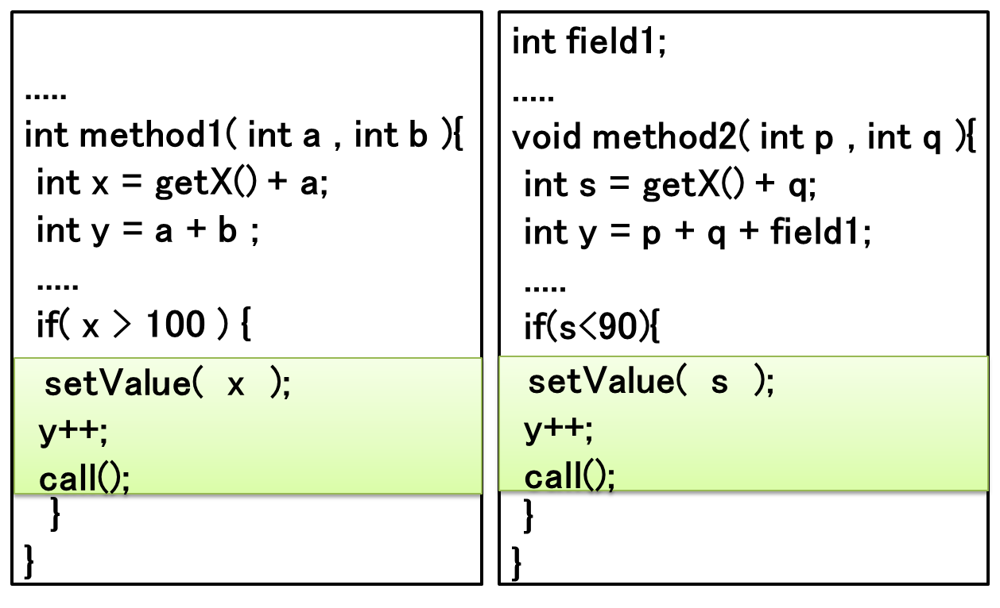 .....
int method1( int a , int b ){
int x = getX() + a;
int y = a + b ;
.....
if( x > 100 ) {
setValue( x );
y++;
call();
}
}
int field1;
.....
void method2( int p , int q ){
int s = getX() + q;
int y = p + q + field1;
.....
if(s<90){
setValue( s );
y++;
call();
}
}